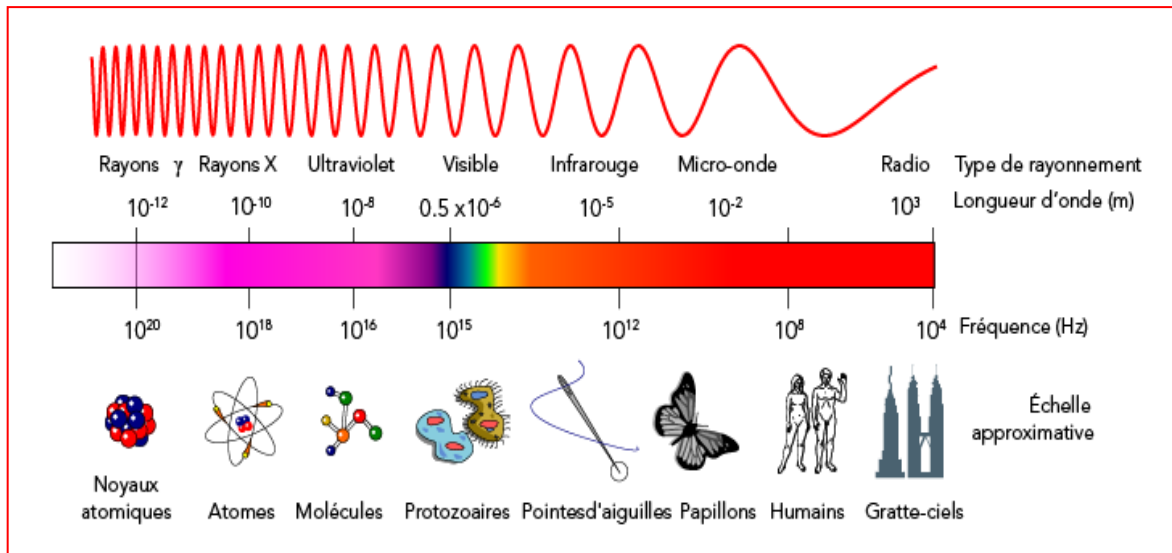 Rayons γ Rayons X Ultraviolet Visible Infrarouge Micro-onde Radio Type de rayonnement
10⁻¹² 10⁻¹⁰ 10⁻⁸ 0.5 x10⁻⁶ 10⁻⁵ 10⁻² 10³ Longueur d'onde (m)
10²⁰ 10¹⁸ 10¹⁶ 10¹⁵ 10¹² 10⁸ 10⁴ Fréquence (Hz)
Échelle
approximative
Noyaux
atomiques Atomes Molécules Protozoaires Pointesd'aiguilles Papillons Humains Gratte-ciels